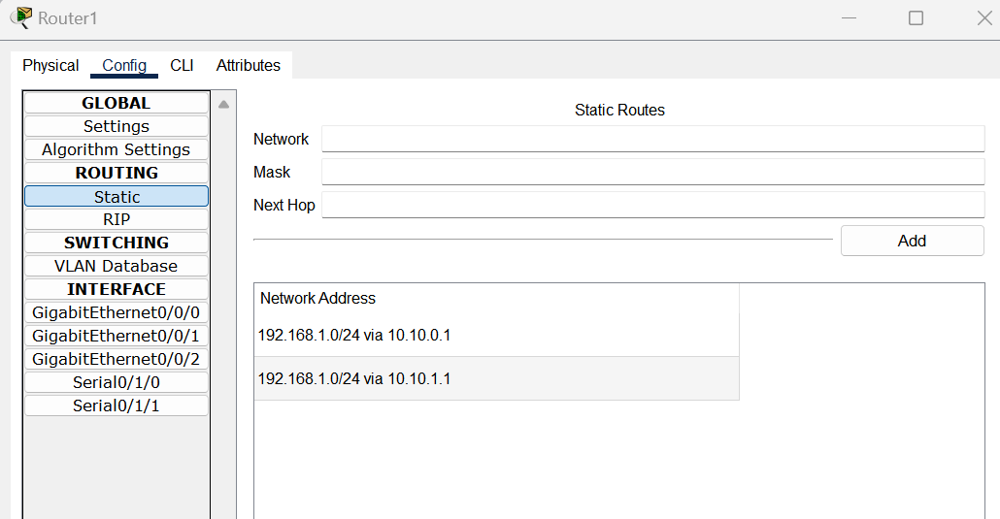 Router1
Physical Config CLI Attributes
GLOBAL
Settings
Algorithm Settings
ROUTING
Static
RIP
SWITCHING
VLAN Database
INTERFACE
GigabitEthernet0/0/0
GigabitEthernet0/0/1
GigabitEthernet0/0/2
Serial0/1/0
Serial0/1/1
Static Routes
Network
Mask
Next Hop
Add
Network Address
192.168.1.0/24 via 10.10.0.1
192.168.1.0/24 via 10.10.1.1